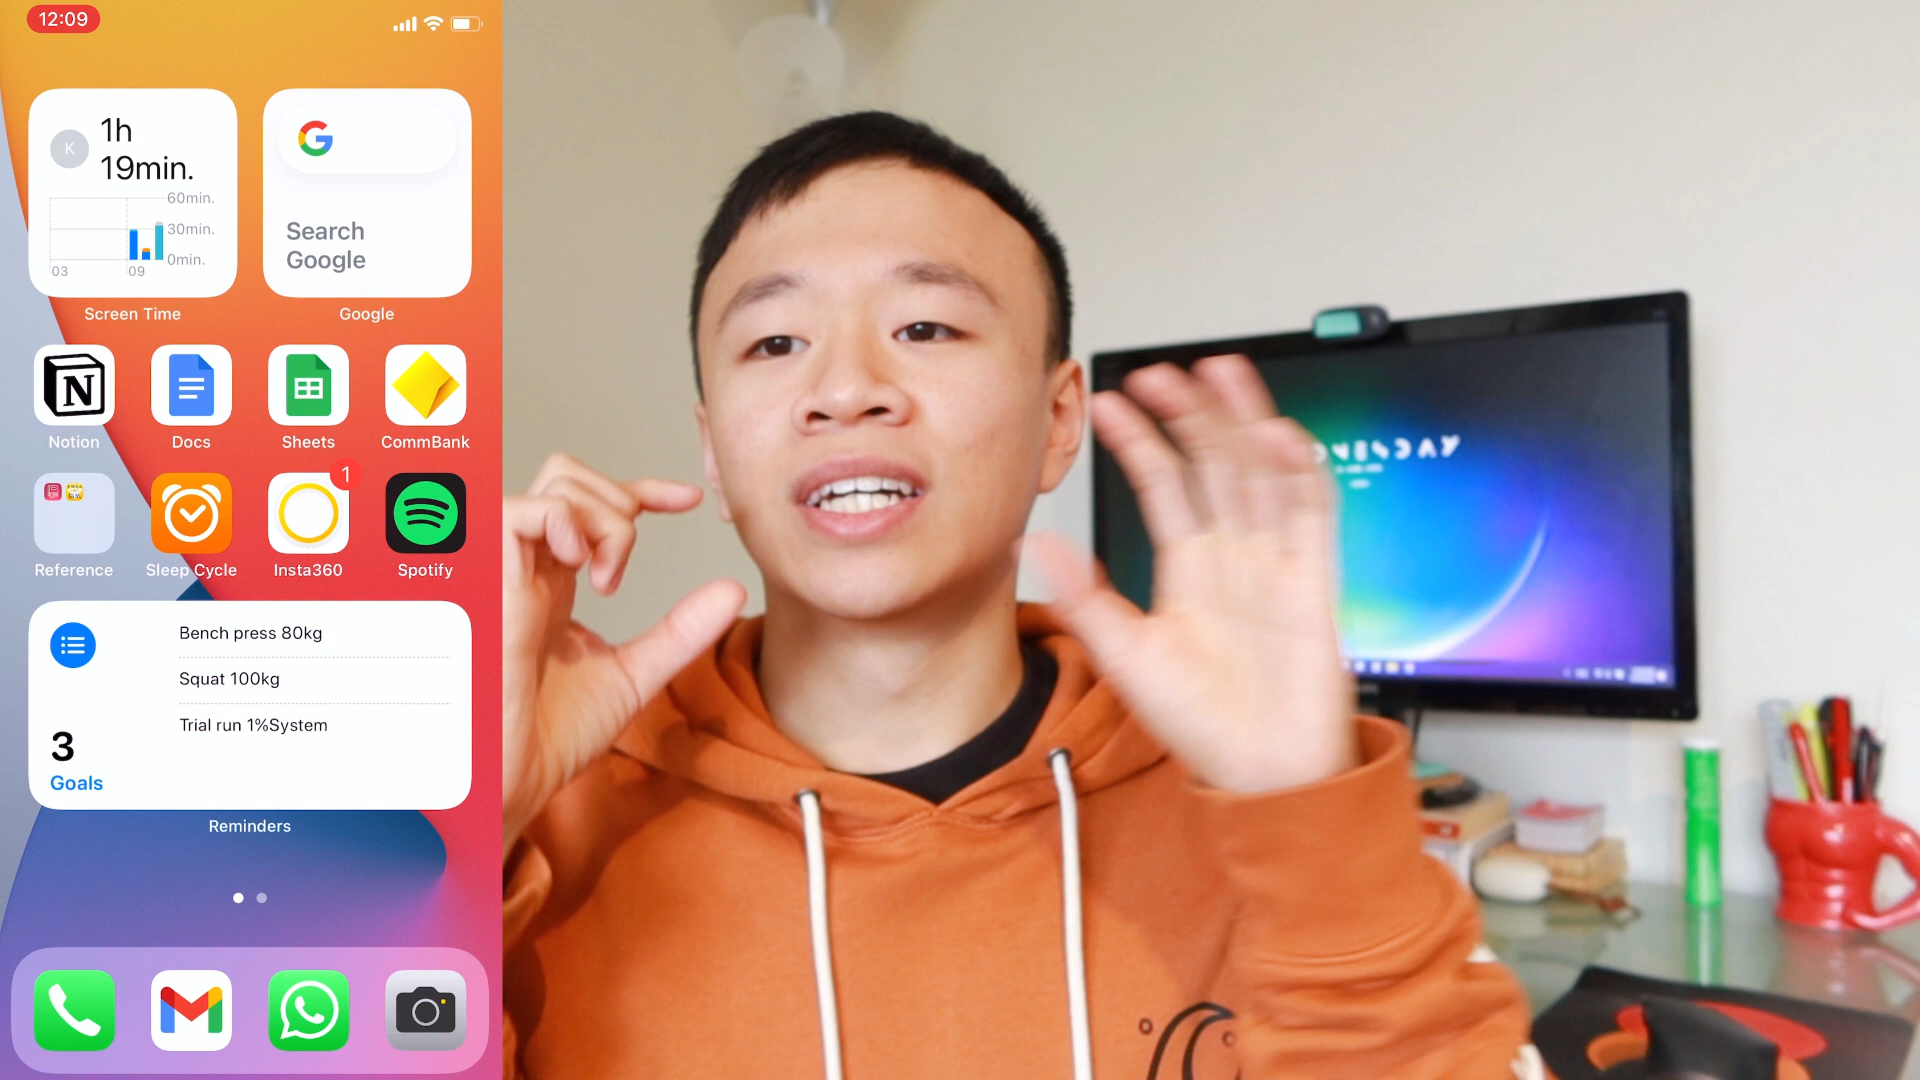 12:09
K
1h
19min.
60min.
30min.
0min.
03
09
Screen Time
G
Search
Google
Google
N
Notion
Docs
Sheets
CommBank
1
Reference
Sleep Cycle
Insta360
Spotify
Bench press 80kg
Squat 100kg
Trial run 1%System
3
Goals
Reminders